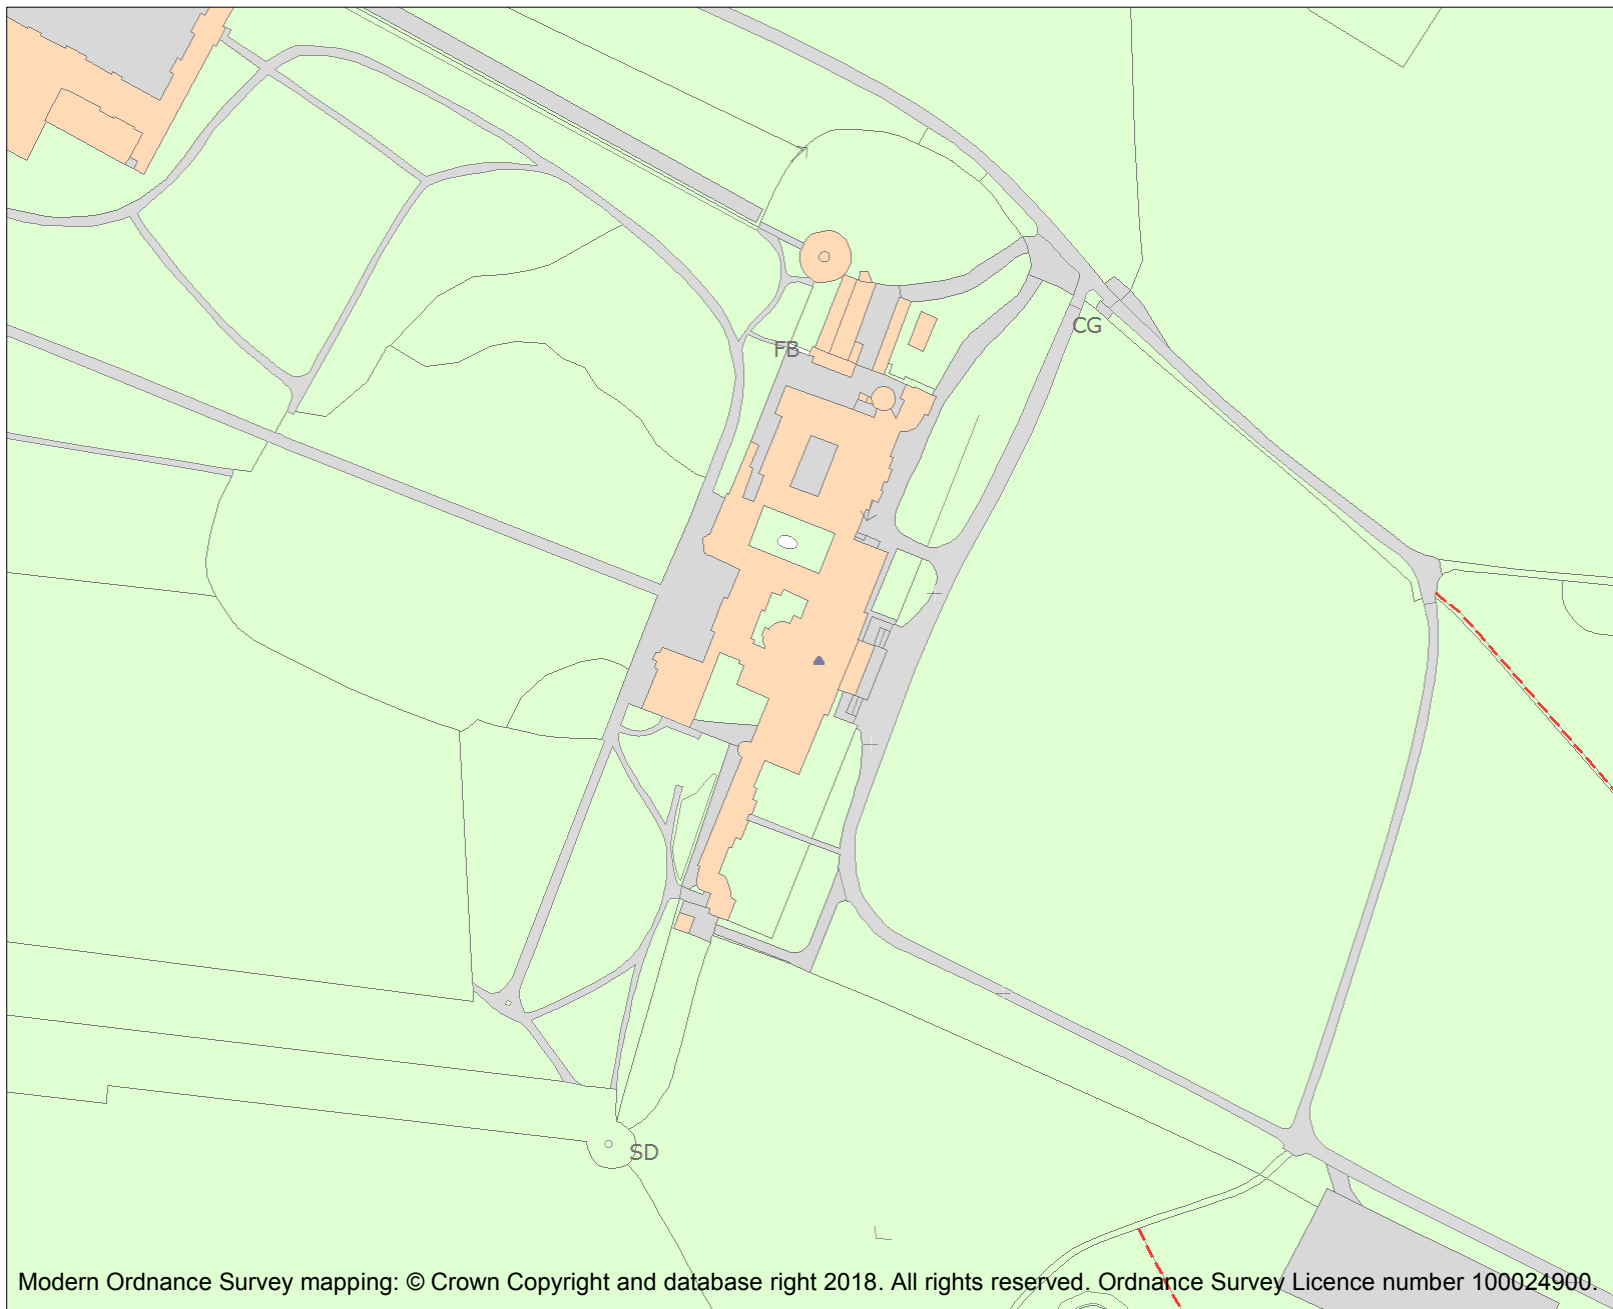 CG
FB
SD
Modern Ordnance Survey mapping: © Crown Copyright and database right 2018. All rights reserved. Ordnance Survey Licence number 100024900.